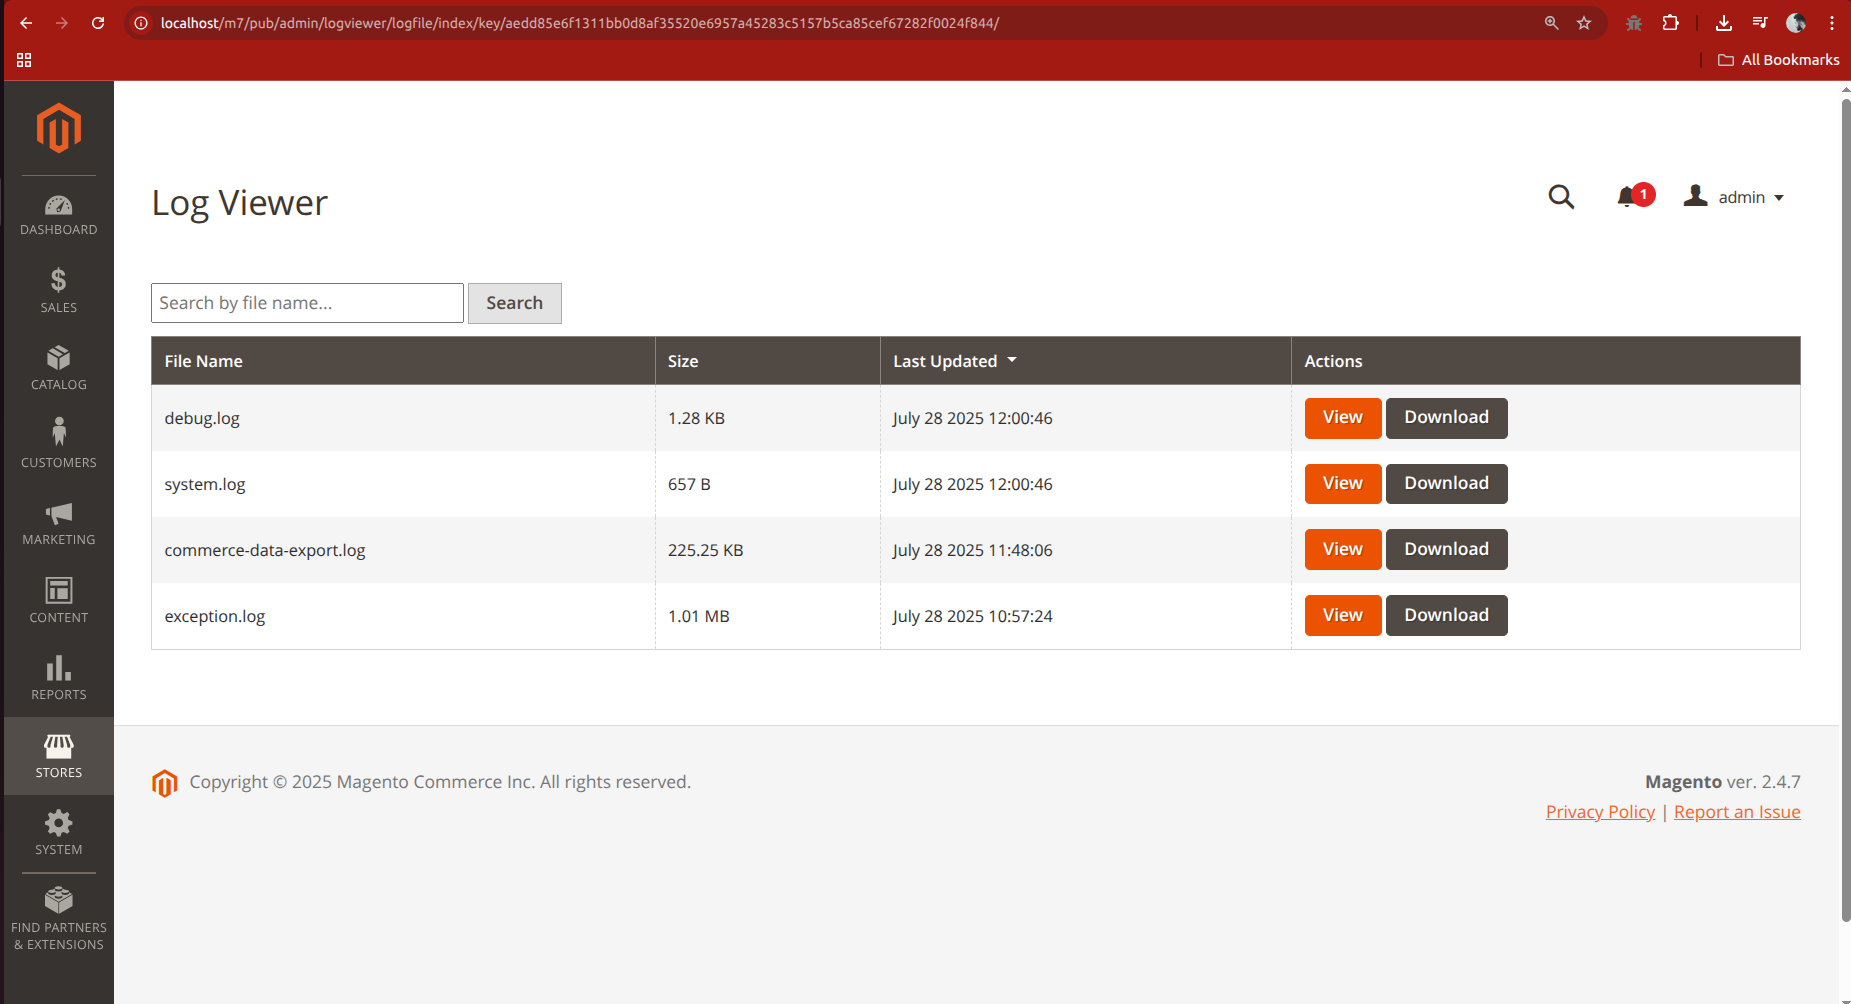 localhost/m7/pub/admin/logviewer/logfile/index/key/aedd85e6f1311bb0d8af35520e6957a45283c5157b5ca85cef67282f0024f844/
All Bookmarks
DASHBOARD
SALES
CATALOG
CUSTOMERS
MARKETING
CONTENT
REPORTS
STORES
SYSTEM
FIND PARTNERS
& EXTENSIONS
Log Viewer
1
admin
Search by file name...
Search
File Name Size Last Updated Actions
debug.log 1.28 KB July 28 2025 12:00:46 View Download
system.log 657 B July 28 2025 12:00:46 View Download
commerce-data-export.log 225.25 KB July 28 2025 11:48:06 View Download
exception.log 1.01 MB July 28 2025 10:57:24 View Download
Copyright © 2025 Magento Commerce Inc. All rights reserved.
Magento ver. 2.4.7
Privacy Policy | Report an Issue